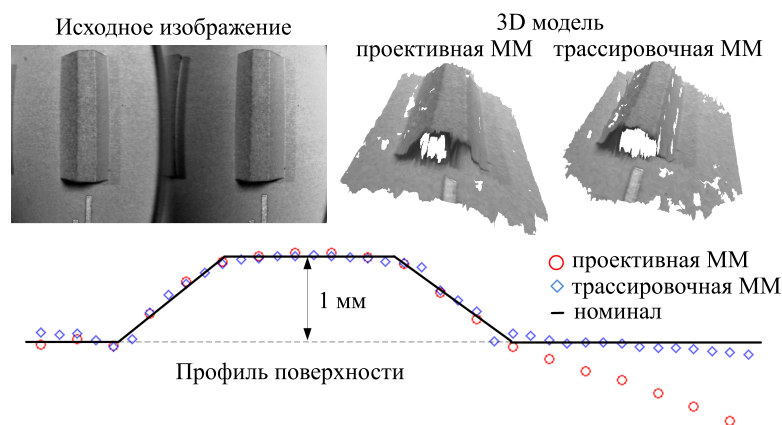 Исходное изображение
3D модель
проективная ММ
трассировочная ММ
проективная ММ
трассировочная ММ
номинал
1 мм
Профиль поверхности